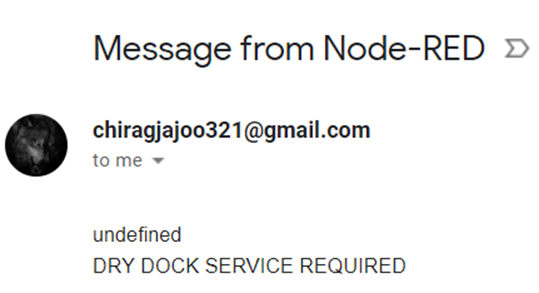 Message from Node-RED
chiragjajoo321@gmail.com
to me
undefined
DRY DOCK SERVICE REQUIRED